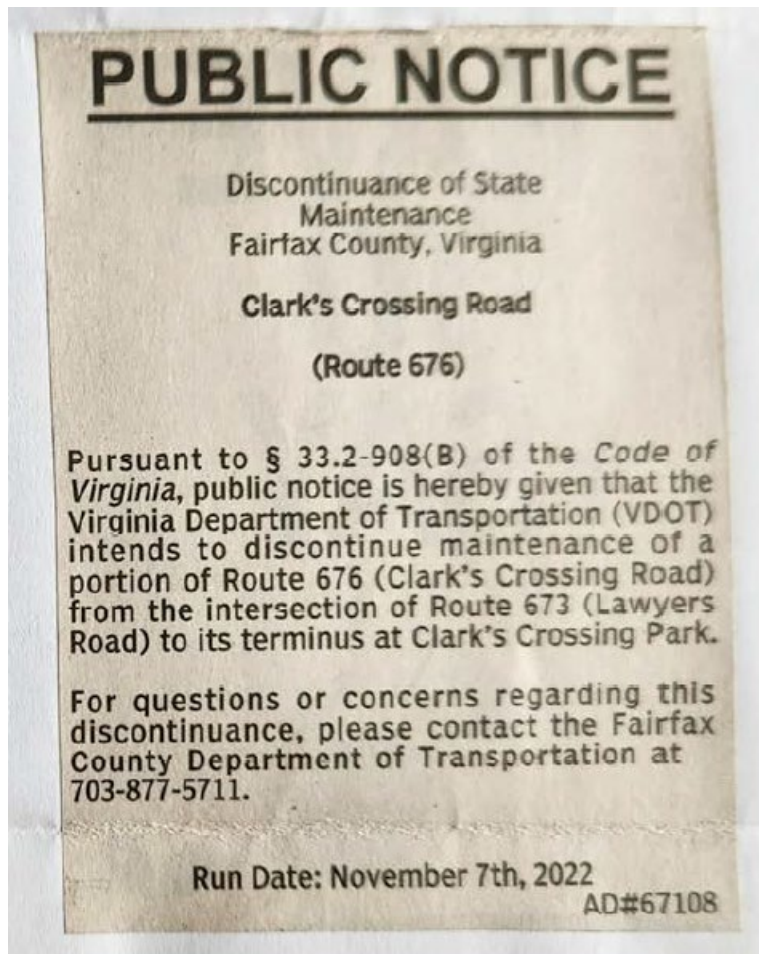 PUBLIC NOTICE
Discontinuance of State
Maintenance
Fairfax County, Virginia
Clark's Crossing Road
(Route 676)
Pursuant to § 33.2-908(B) of the Code of
Virginia, public notice is hereby given that the
Virginia Department of Transportation (VDOT)
intends to discontinue maintenance of a
portion of Route 676 (Clark's Crossing Road)
from the intersection of Route 673 (Lawyers
Road) to its terminus at Clark's Crossing Park.
For questions or concerns regarding this
discontinuance, please contact the Fairfax
County Department of Transportation at
703-877-5711.
Run Date: November 7th, 2022
AD#67108